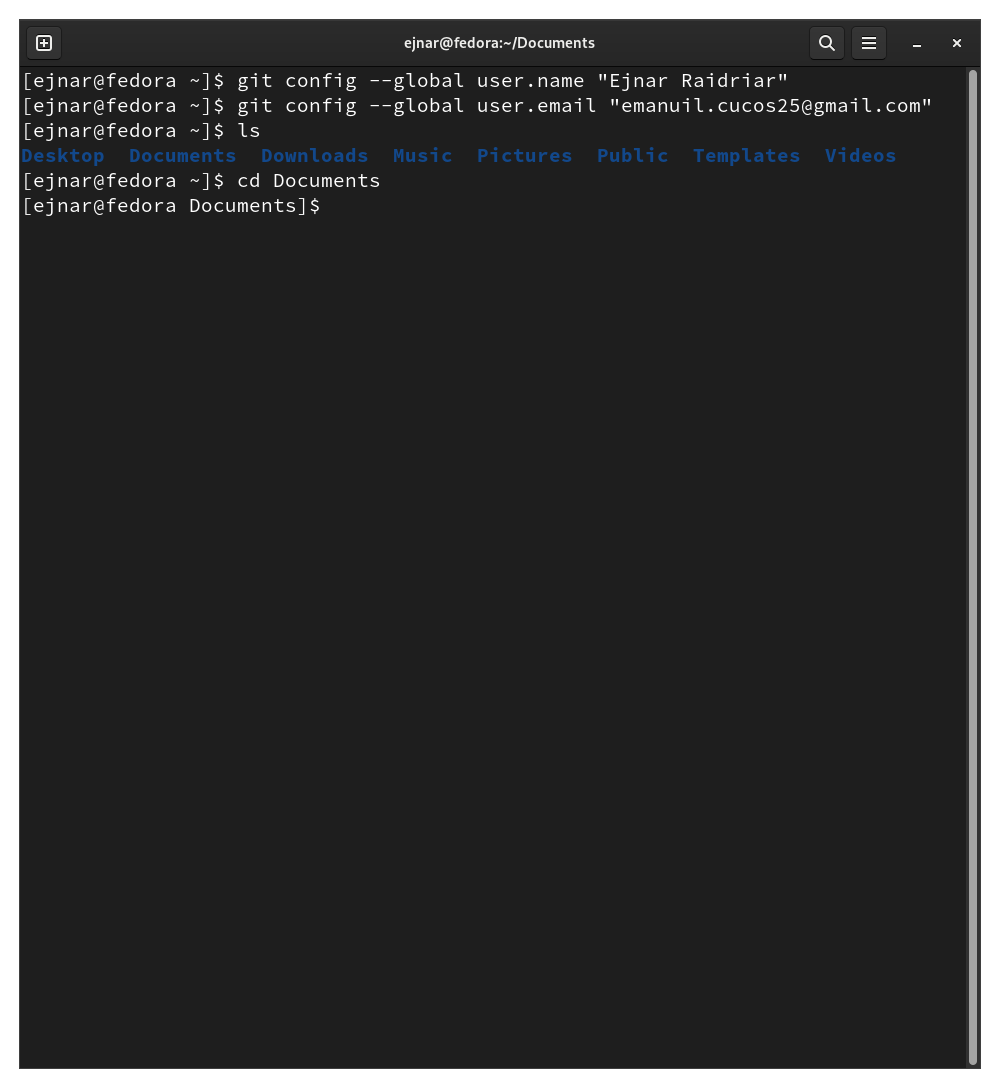 ejnar@fedora:~/Documents
[ejnar@fedora ~]$ git config --global user.name "Ejnar Raidriar"
[ejnar@fedora ~]$ git config --global user.email "emanuil.cucos25@gmail.com"
[ejnar@fedora ~]$ ls
Desktop  Documents  Downloads  Music  Pictures  Public  Templates  Videos
[ejnar@fedora ~]$ cd Documents
[ejnar@fedora Documents]$